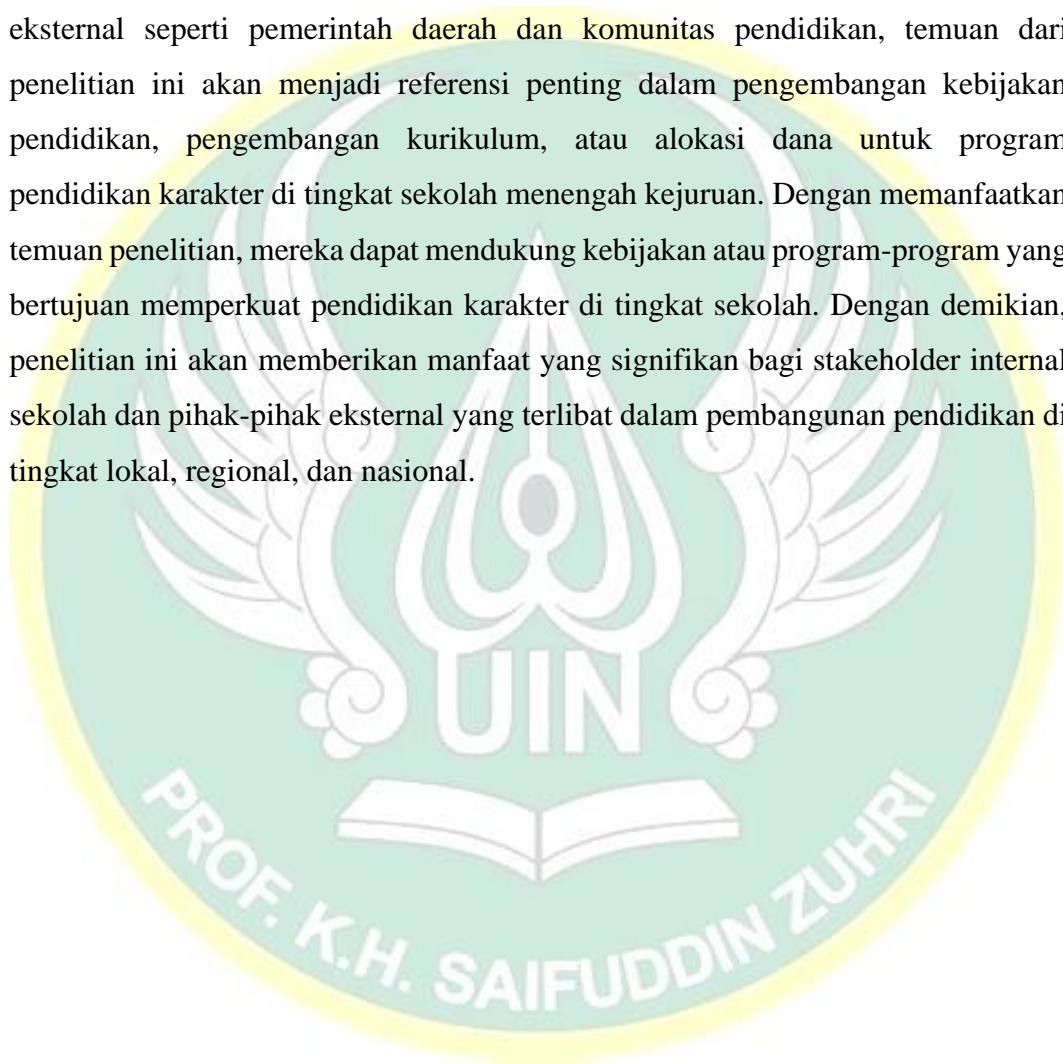 eksternal seperti pemerintah daerah dan komunitas pendidikan, temuan dari
penelitian ini akan menjadi referensi penting dalam pengembangan kebijakan
pendidikan, pengembangan kurikulum, atau alokasi dana untuk program
pendidikan karakter di tingkat sekolah menengah kejuruan. Dengan memanfaatkan
temuan penelitian, mereka dapat mendukung kebijakan atau program-program yang
bertujuan memperkuat pendidikan karakter di tingkat sekolah. Dengan demikian,
penelitian ini akan memberikan manfaat yang signifikan bagi stakeholder internal
sekolah dan pihak-pihak eksternal yang terlibat dalam pembangunan pendidikan di
tingkat lokal, regional, dan nasional.
UIN
PROF. K.H. SAIFUDDIN ZUHRI